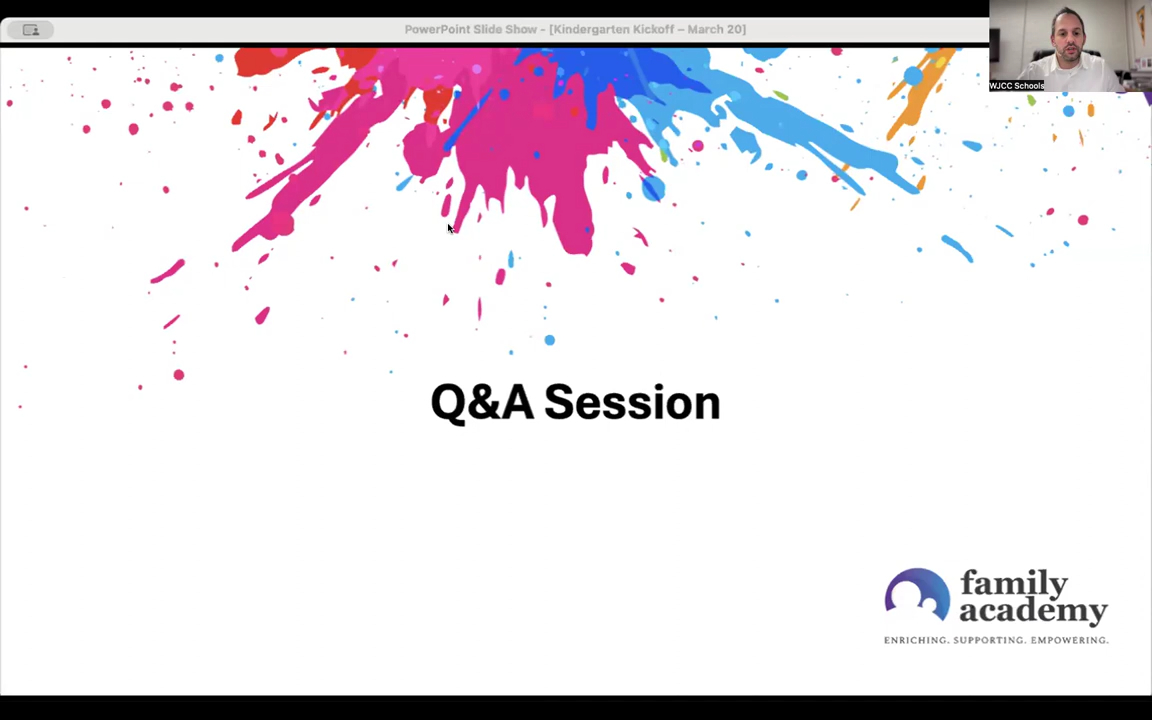 PowerPoint Slide Show - [Kindergarten Kickoff – March 20]
WJCC Schools
Q&A Session
family
academy
ENRICHING. SUPPORTING. EMPOWERING.